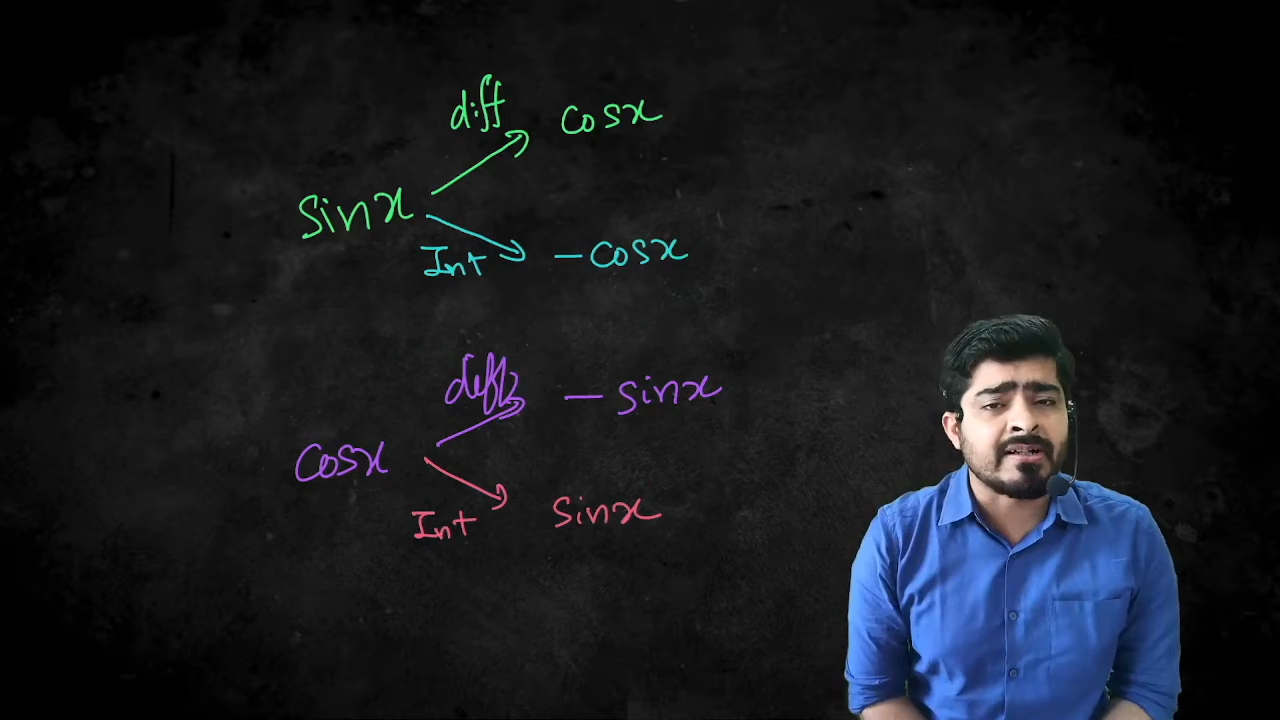 diff cosx
sinx
Int -cosx
diff -sinx
cosx
Int sinx